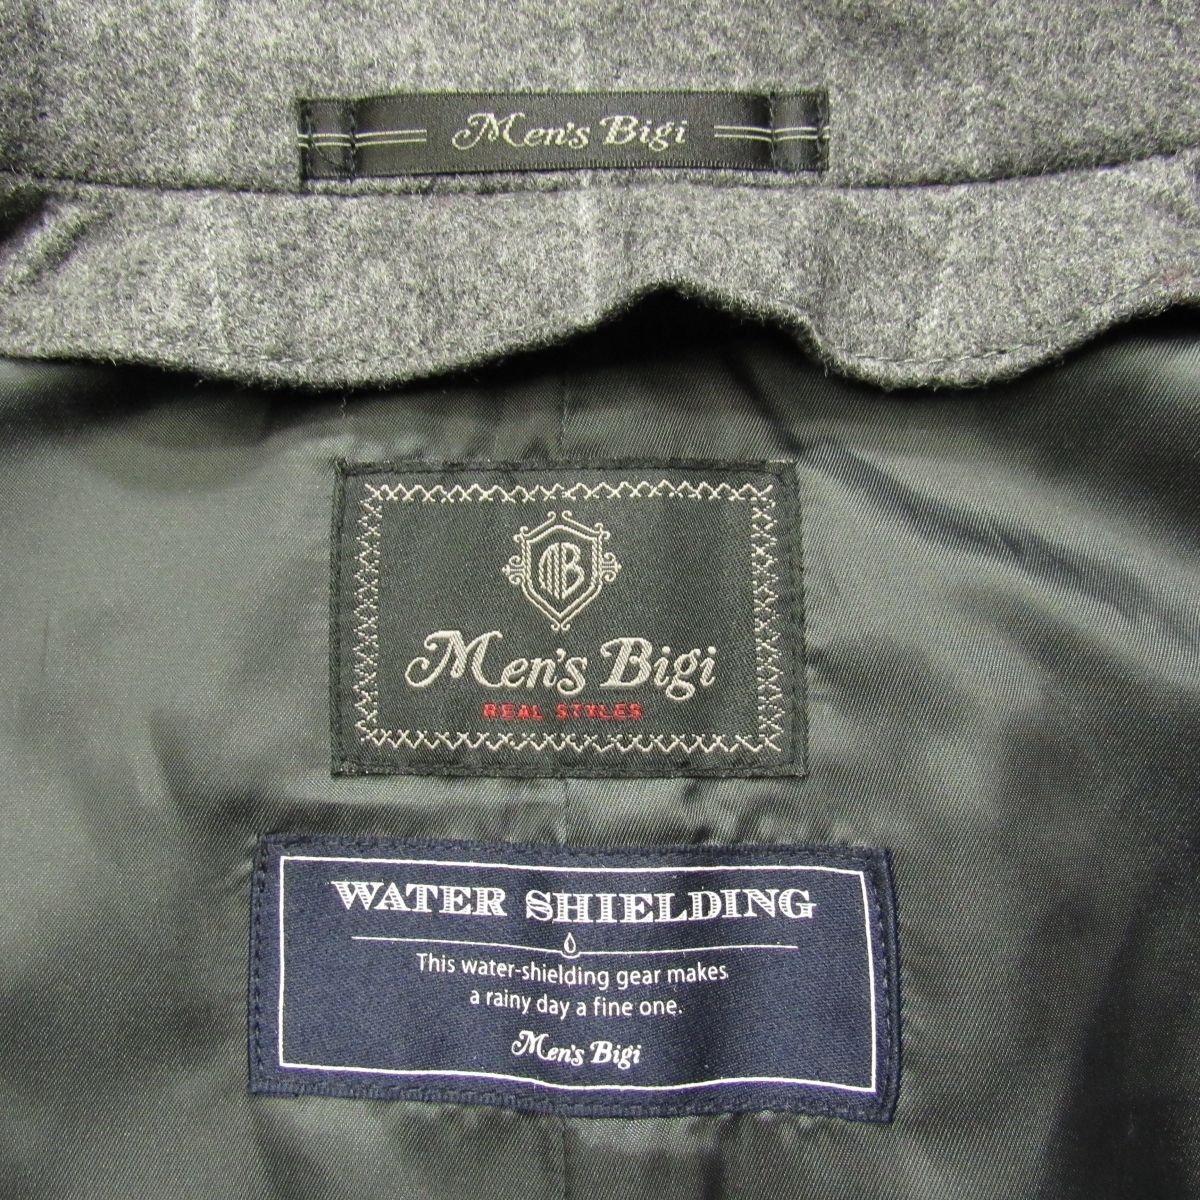 Men's Bigi
MB
Men's Bigi
REAL STYLES
WATER SHIELDING
This water-shielding gear makes
a rainy day a fine one.
Men's Bigi